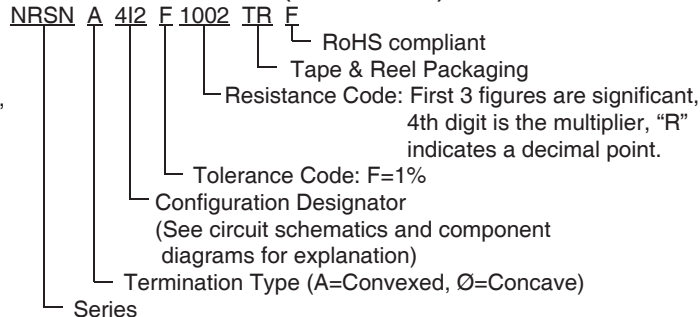 NRSN A 4I2 F 1002 TR F
RoHS compliant
Tape & Reel Packaging
Resistance Code: First 3 figures are significant,
4th digit is the multiplier, “R”
indicates a decimal point.
,
Tolerance Code: F=1%
Configuration Designator
(See circuit schematics and component
diagrams for explanation)
Termination Type (A=Convexed, Ø=Concave)
Series